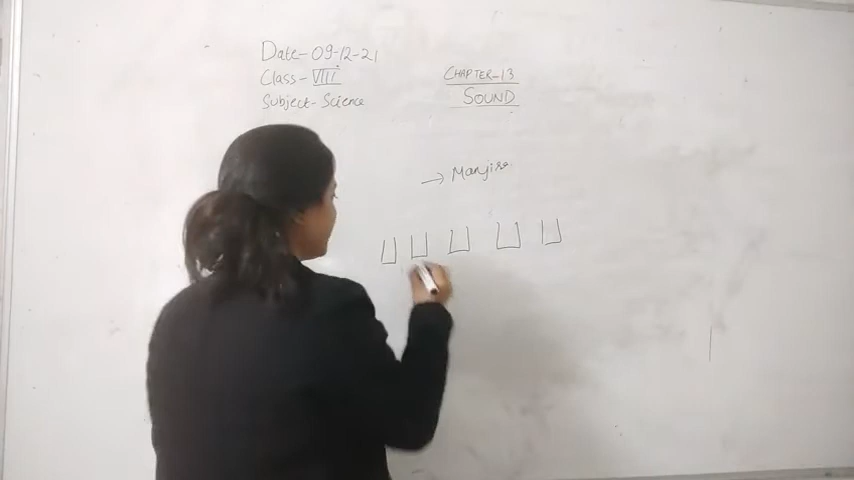 Date - 09-12-21
Class - VIII
Subject - Science
CHAPTER - 13
SOUND
→ Manjira